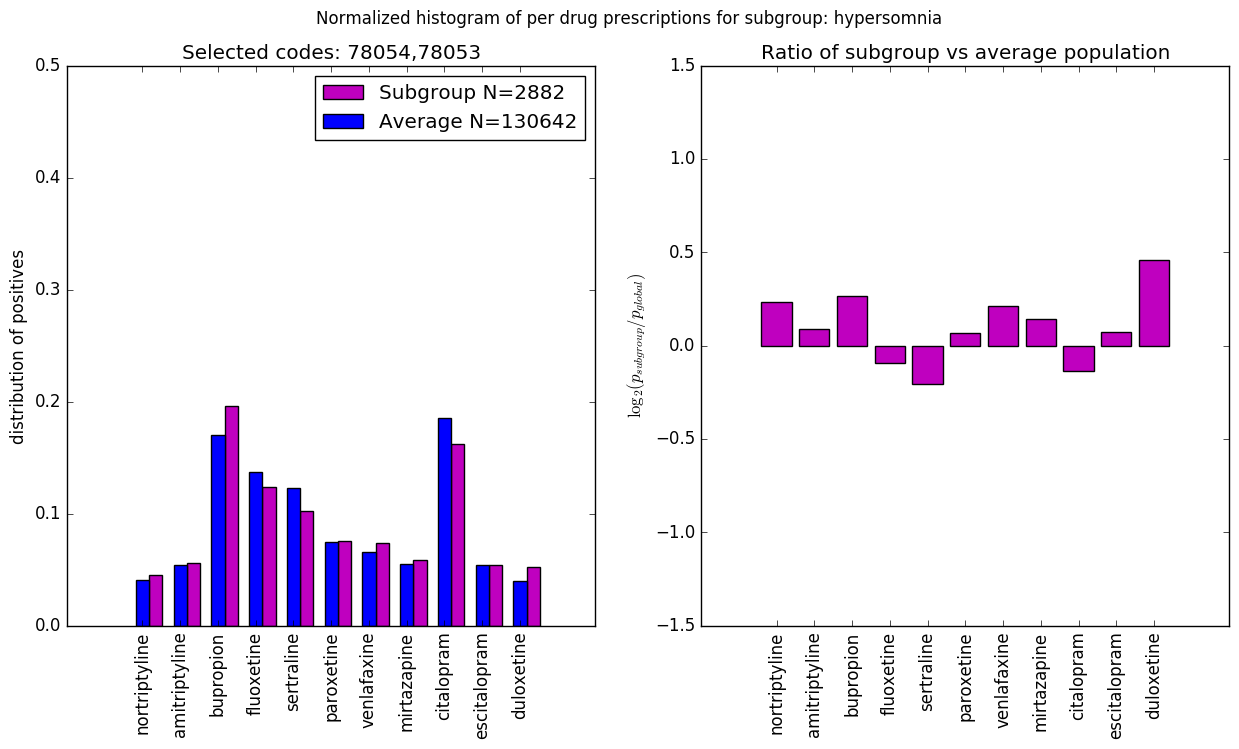 Normalized histogram of per drug prescriptions for subgroup: hypersomnia
Selected codes: 78054,78053
0.5
0.4
0.3
0.2
0.1
0.0
distribution of positives
Subgroup N=2882
Average N=130642
nortriptyline
amitriptyline
bupropion
fluoxetine
sertraline
paroxetine
venlafaxine
mirtazapine
citalopram
escitalopram
duloxetine
Ratio of subgroup vs average population
1.5
1.0
0.5
0.0
−0.5
−1.0
−1.5
log₂(p_subgroup/p_global)
nortriptyline
amitriptyline
bupropion
fluoxetine
sertraline
paroxetine
venlafaxine
mirtazapine
citalopram
escitalopram
duloxetine